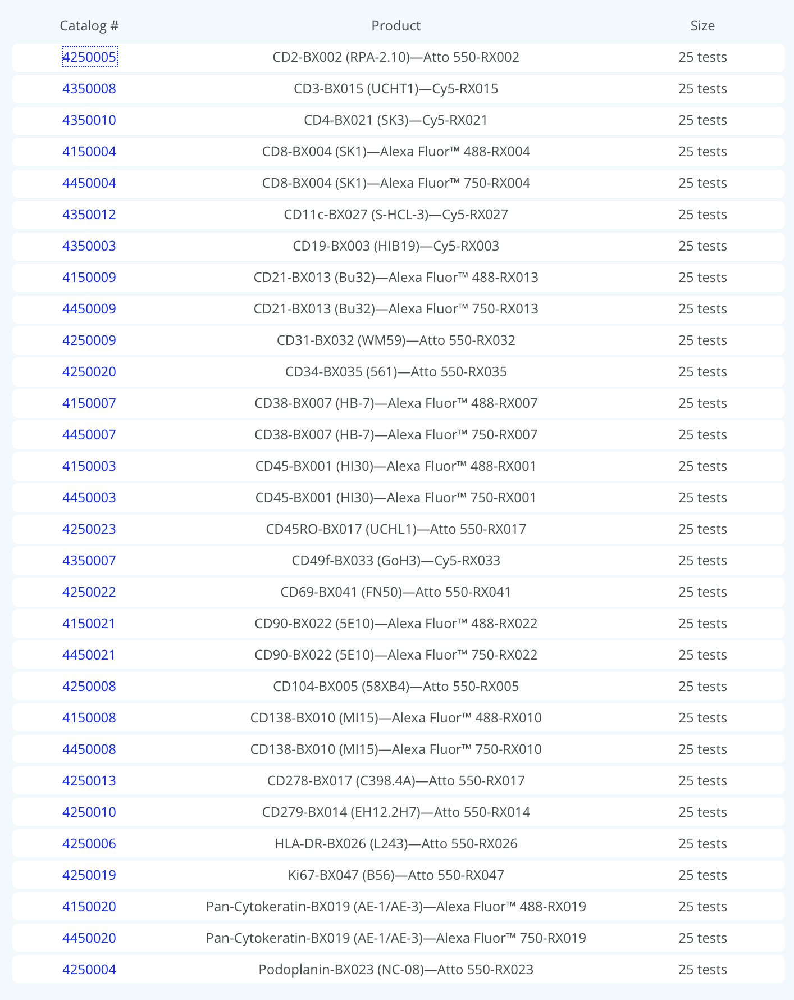 Catalog # Product Size
4250005 CD2-BX002 (RPA-2.10)—Atto 550-RX002 25 tests
4350008 CD3-BX015 (UCHT1)—Cy5-RX015 25 tests
4350010 CD4-BX021 (SK3)—Cy5-RX021 25 tests
4150004 CD8-BX004 (SK1)—Alexa Fluor™ 488-RX004 25 tests
4450004 CD8-BX004 (SK1)—Alexa Fluor™ 750-RX004 25 tests
4350012 CD11c-BX027 (S-HCL-3)—Cy5-RX027 25 tests
4350003 CD19-BX003 (HIB19)—Cy5-RX003 25 tests
4150009 CD21-BX013 (Bu32)—Alexa Fluor™ 488-RX013 25 tests
4450009 CD21-BX013 (Bu32)—Alexa Fluor™ 750-RX013 25 tests
4250009 CD31-BX032 (WM59)—Atto 550-RX032 25 tests
4250020 CD34-BX035 (561)—Atto 550-RX035 25 tests
4150007 CD38-BX007 (HB-7)—Alexa Fluor™ 488-RX007 25 tests
4450007 CD38-BX007 (HB-7)—Alexa Fluor™ 750-RX007 25 tests
4150003 CD45-BX001 (HI30)—Alexa Fluor™ 488-RX001 25 tests
4450003 CD45-BX001 (HI30)—Alexa Fluor™ 750-RX001 25 tests
4250023 CD45RO-BX017 (UCHL1)—Atto 550-RX017 25 tests
4350007 CD49f-BX033 (GoH3)—Cy5-RX033 25 tests
4250022 CD69-BX041 (FN50)—Atto 550-RX041 25 tests
4150021 CD90-BX022 (5E10)—Alexa Fluor™ 488-RX022 25 tests
4450021 CD90-BX022 (5E10)—Alexa Fluor™ 750-RX022 25 tests
4250008 CD104-BX005 (58XB4)—Atto 550-RX005 25 tests
4150008 CD138-BX010 (MI15)—Alexa Fluor™ 488-RX010 25 tests
4450008 CD138-BX010 (MI15)—Alexa Fluor™ 750-RX010 25 tests
4250013 CD278-BX017 (C398.4A)—Atto 550-RX017 25 tests
4250010 CD279-BX014 (EH12.2H7)—Atto 550-RX014 25 tests
4250006 HLA-DR-BX026 (L243)—Atto 550-RX026 25 tests
4250019 Ki67-BX047 (B56)—Atto 550-RX047 25 tests
4150020 Pan-Cytokeratin-BX019 (AE-1/AE-3)—Alexa Fluor™ 488-RX019 25 tests
4450020 Pan-Cytokeratin-BX019 (AE-1/AE-3)—Alexa Fluor™ 750-RX019 25 tests
4250004 Podoplanin-BX023 (NC-08)—Atto 550-RX023 25 tests